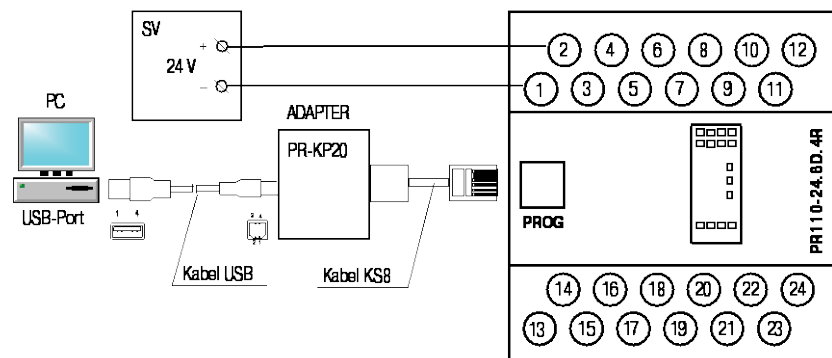 SV
+
24 V
–
PC
USB-Port
1 4
Kabel USB
ADAPTER
PR-KP20
Kabel KS8
2 4 6 8 10 12
1 3 5 7 9 11
PROG
PR110-24.8D.4R
14 16 18 20 22 24
13 15 17 19 21 23